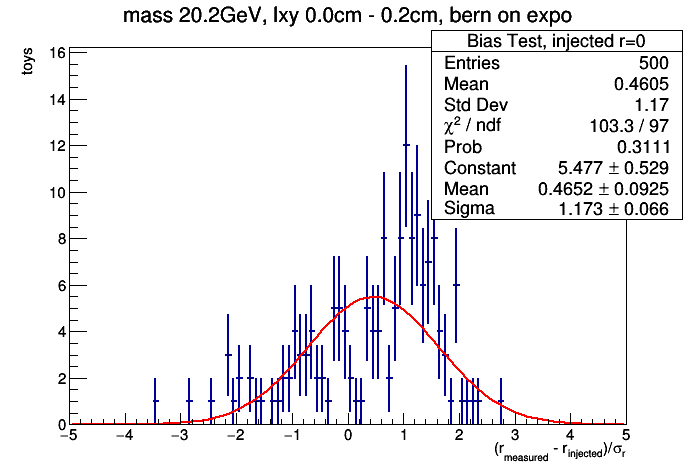 mass 20.2GeV, lxy 0.0cm - 0.2cm, bern on expo
Bias Test, injected r=0
Entries 500
Mean 0.4605
Std Dev 1.17
χ² / ndf 103.3 / 97
Prob 0.3111
Constant 5.477 ± 0.529
Mean 0.4652 ± 0.0925
Sigma 1.173 ± 0.066
toys
16
14
12
10
8
6
4
2
0
−5 −4 −3 −2 −1 0 1 2 3 4 5
(r_measured - r_injected)/σ_r